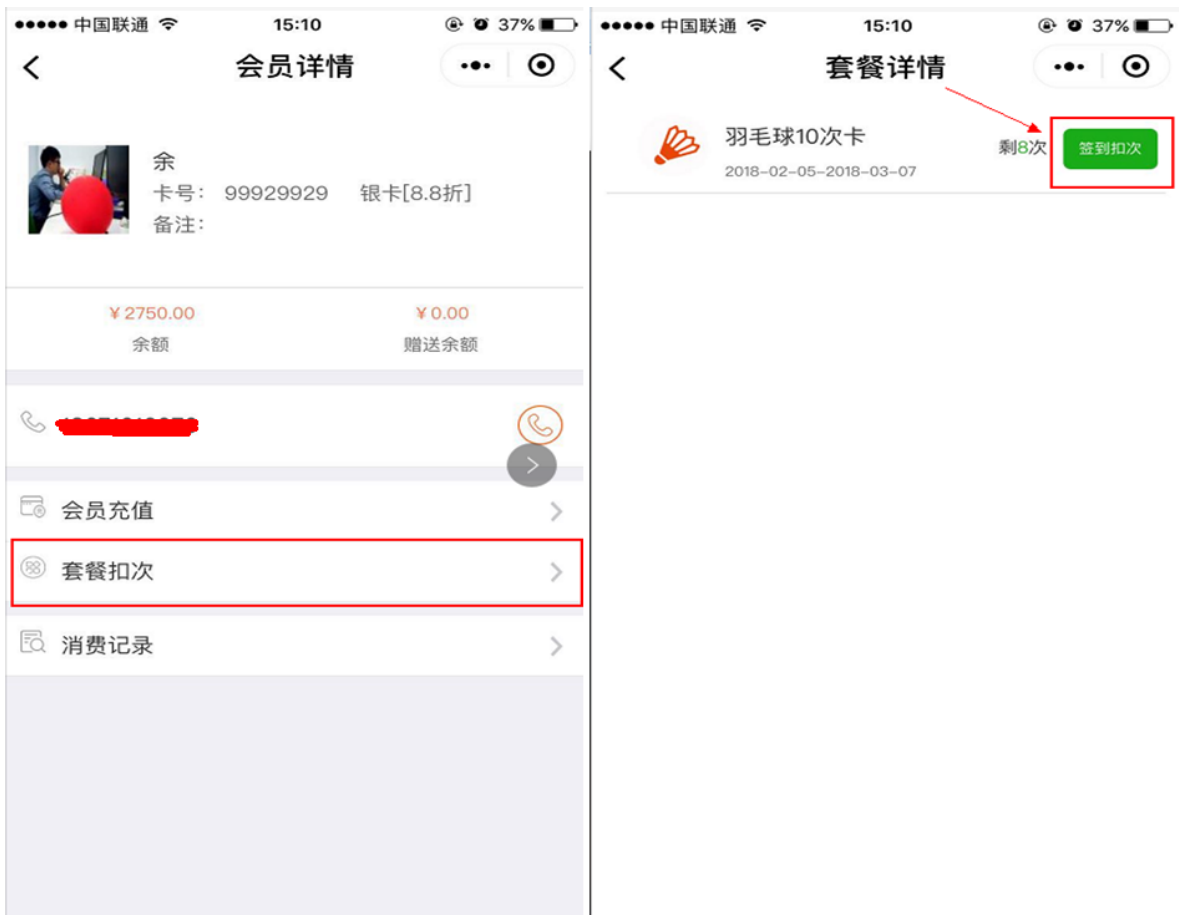 中国联通
15:10
37%
会员详情
余
卡号： 99929929 银卡[8.8折]
备注：
￥2750.00
余额
￥0.00
赠送余额
会员充值
套餐扣次
消费记录
中国联通
15:10
37%
套餐详情
羽毛球10次卡
2018-02-05-2018-03-07
剩8次
签到扣次